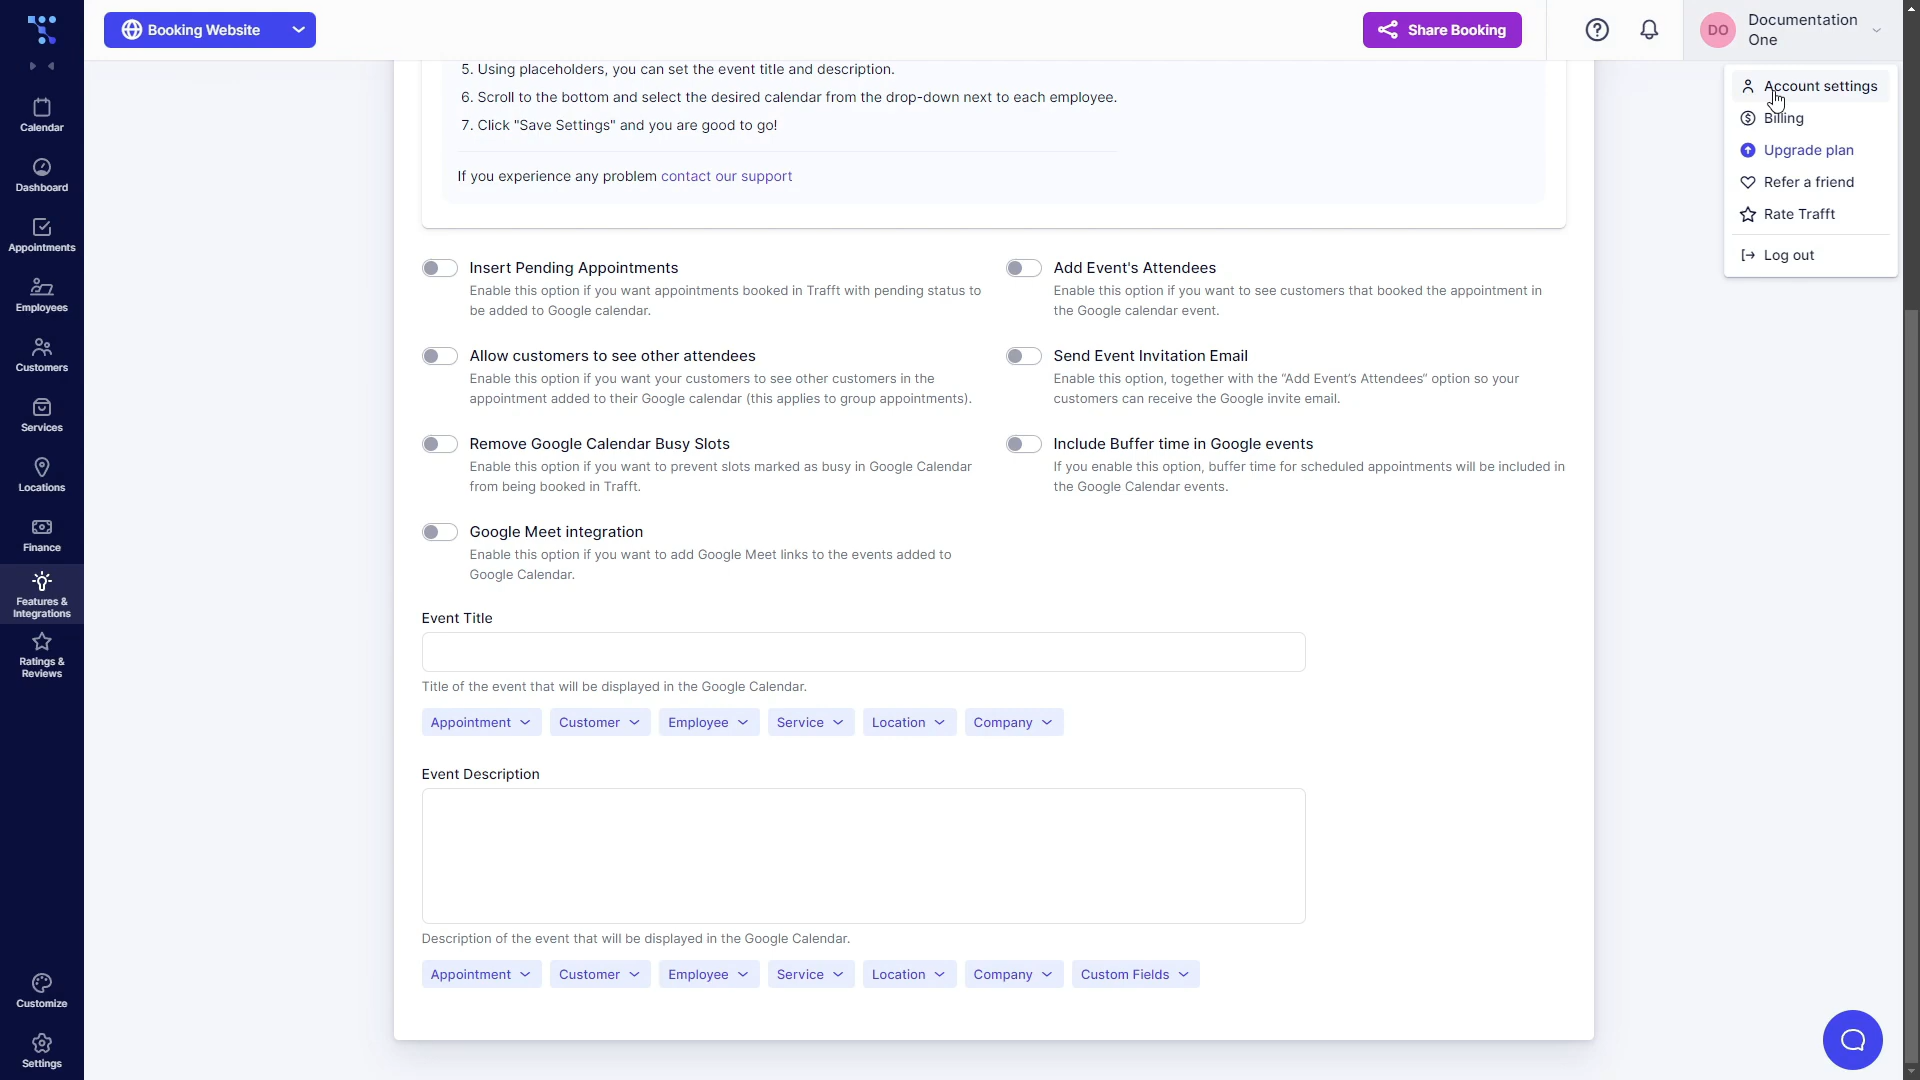 Booking Website
Share Booking
DO
Documentation
One
Account settings
Billing
Upgrade plan
Refer a friend
Rate Trafft
Log out
Calendar
Dashboard
Appointments
Employees
Customers
Services
Locations
Finance
Features &
Integrations
Ratings &
Reviews
Customize
Settings
5. Using placeholders, you can set the event title and description.
6. Scroll to the bottom and select the desired calendar from the drop-down next to each employee.
7. Click "Save Settings" and you are good to go!
If you experience any problem contact our support
Insert Pending Appointments
Enable this option if you want appointments booked in Trafft with pending status to
be added to Google calendar.
Add Event's Attendees
Enable this option if you want to see customers that booked the appointment in
the Google calendar event.
Allow customers to see other attendees
Enable this option if you want your customers to see other customers in the
appointment added to their Google calendar (this applies to group appointments).
Send Event Invitation Email
Enable this option, together with the “Add Event’s Attendees” option so your
customers can receive the Google invite email.
Remove Google Calendar Busy Slots
Enable this option if you want to prevent slots marked as busy in Google Calendar
from being booked in Trafft.
Include Buffer time in Google events
If you enable this option, buffer time for scheduled appointments will be included in
the Google Calendar events.
Google Meet integration
Enable this option if you want to add Google Meet links to the events added to
Google Calendar.
Event Title
Title of the event that will be displayed in the Google Calendar.
Appointment Customer Employee Service Location Company
Event Description
Description of the event that will be displayed in the Google Calendar.
Appointment Customer Employee Service Location Company Custom Fields